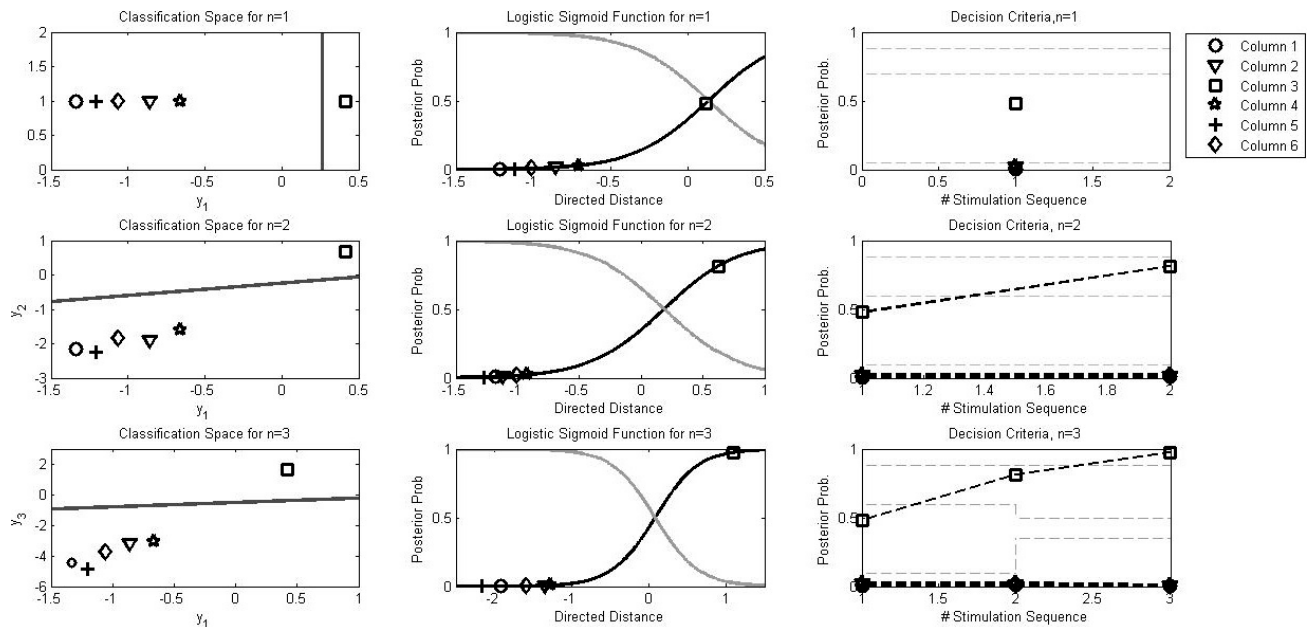 Classification Space for n=1
2
1.5
1
0.5
0
-1.5 -1 -0.5 0 0.5
y1
Logistic Sigmoid Function for n=1
Posterior Prob
1
0.5
0
-1.5 -1 -0.5 0 0.5
Directed Distance
Decision Criteria,n=1
Posterior Prob.
1
0.5
0
0 0.5 1 1.5 2
# Stimulation Sequence
Column 1
Column 2
Column 3
Column 4
Column 5
Column 6
Classification Space for n=2
y2
1
0
-1
-2
-3
-1.5 -1 -0.5 0 0.5
y1
Logistic Sigmoid Function for n=2
Posterior Prob
1
0.5
0
-1.5 -1 -0.5 0 0.5 1
Directed Distance
Decision Criteria, n=2
Posterior Prob.
1
0.5
0
1 1.2 1.4 1.6 1.8 2
# Stimulation Sequence
Classification Space for n=3
y3
2
0
-2
-4
-6
-1.5 -1 -0.5 0 0.5 1
y1
Logistic Sigmoid Function for n=3
Posterior Prob
1
0.5
0
-2 -1 0 1
Directed Distance
Decision Criteria, n=3
Posterior Prob.
1
0.5
0
1 1.5 2 2.5 3
# Stimulation Sequence